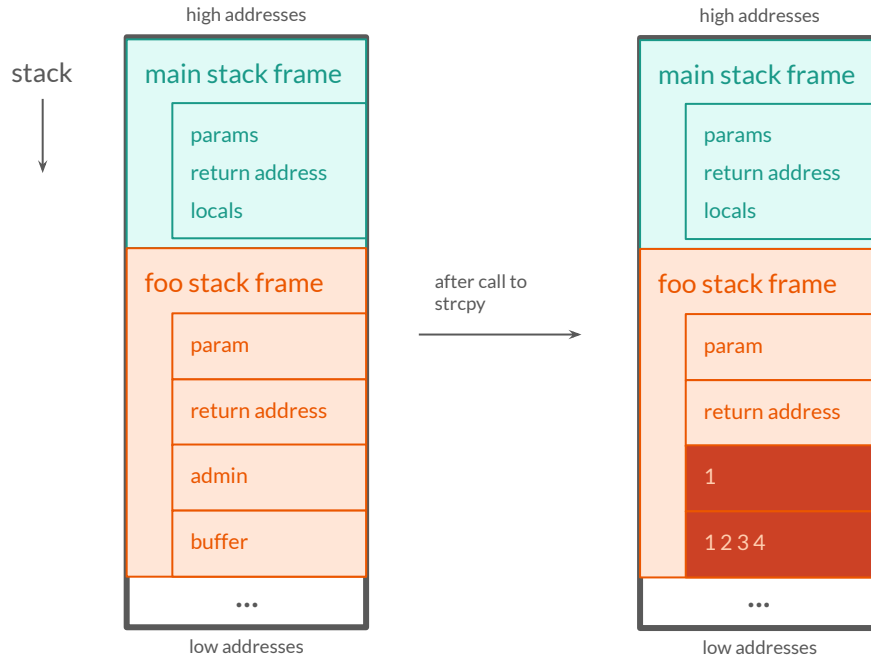 high addresses
stack
main stack frame
params
return address
locals
foo stack frame
param
return address
admin
buffer
...
low addresses
after call to
strcpy
high addresses
main stack frame
params
return address
locals
foo stack frame
param
return address
1
1 2 3 4
...
low addresses